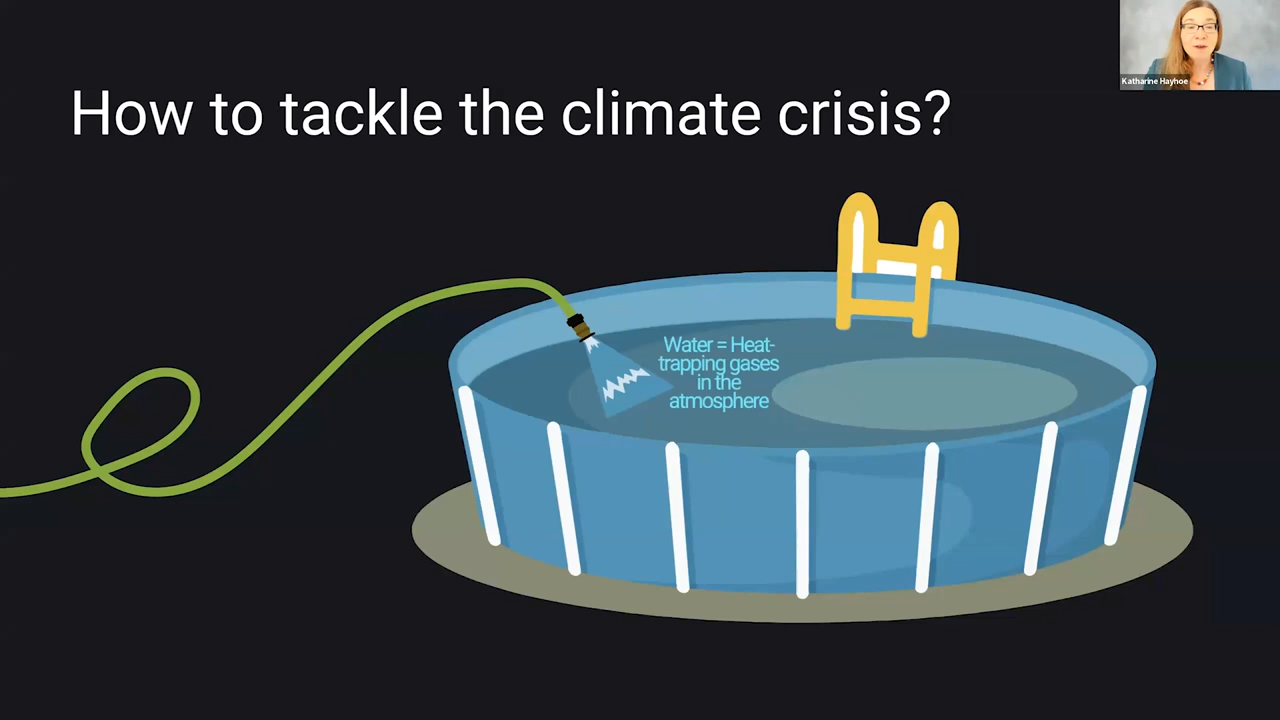 Katharine Hayhoe
How to tackle the climate crisis?
Water = Heat-
trapping gases
in the
atmosphere